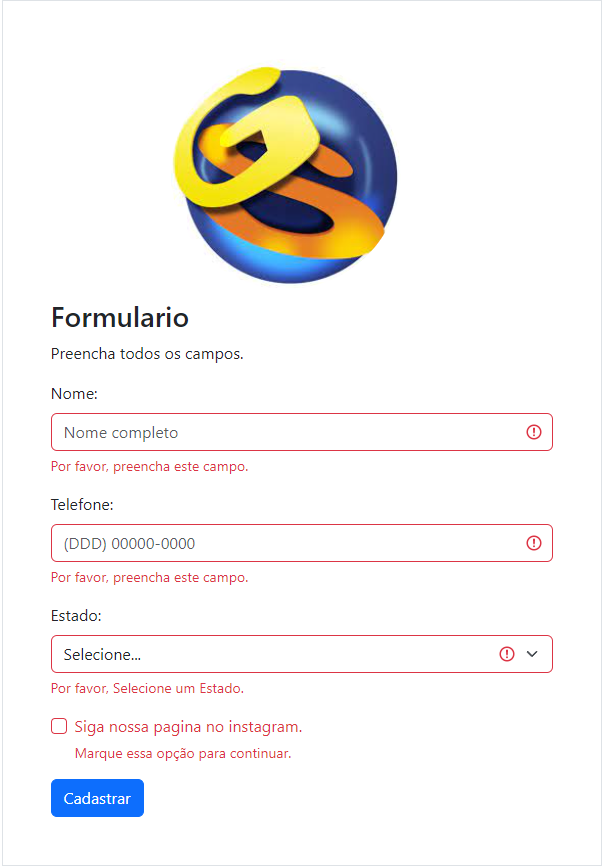 GS
Formulario
Preencha todos os campos.
Nome:
Nome completo
Por favor, preencha este campo.
Telefone:
(DDD) 00000-0000
Por favor, preencha este campo.
Estado:
Selecione...
Por favor, Selecione um Estado.
Siga nossa pagina no instagram.
Marque essa opção para continuar.
Cadastrar